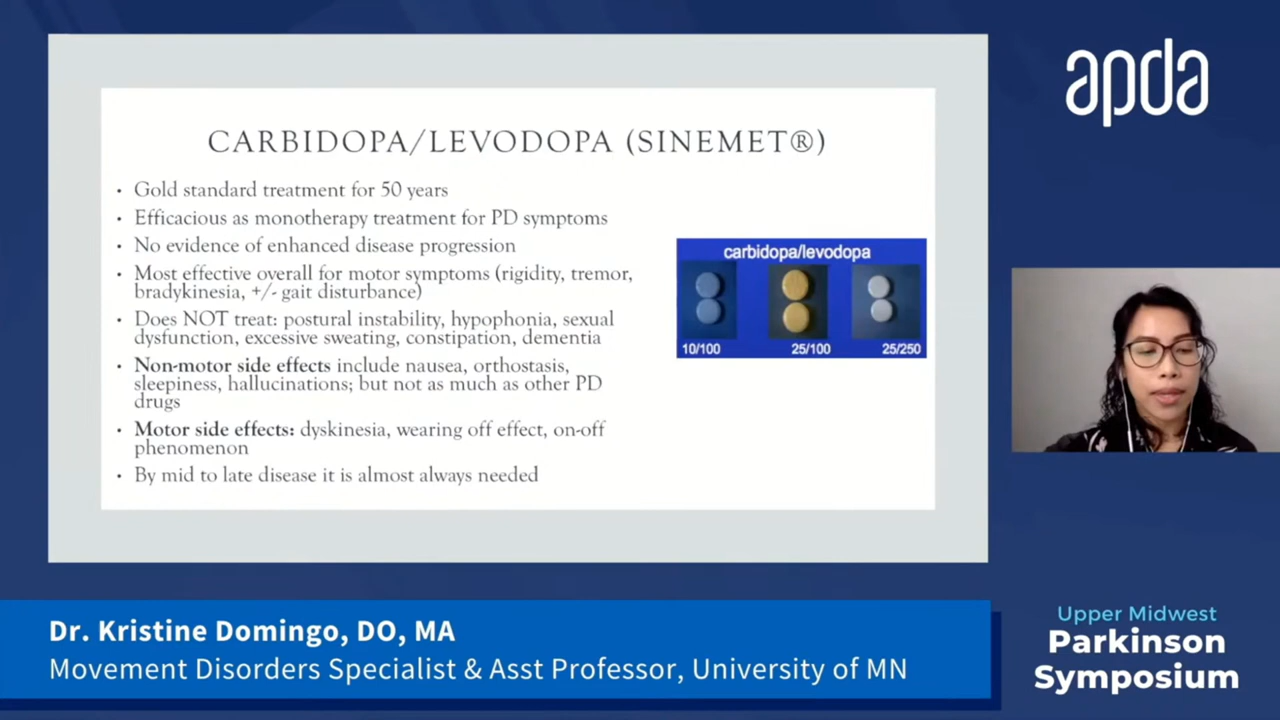 apda
CARBIDOPA/LEVODOPA (SINEMET®)
• Gold standard treatment for 50 years
• Efficacious as monotherapy treatment for PD symptoms
• No evidence of enhanced disease progression
• Most effective overall for motor symptoms (rigidity, tremor,
bradykinesia, +/- gait disturbance)
• Does NOT treat: postural instability, hypophonia, sexual
dysfunction, excessive sweating, constipation, dementia
• Non-motor side effects include nausea, orthostasis,
sleepiness, hallucinations; but not as much as other PD
drugs
• Motor side effects: dyskinesia, wearing off effect, on-off
phenomenon
• By mid to late disease it is almost always needed
carbidopa/levodopa
10/100 25/100 25/250
Dr. Kristine Domingo, DO, MA
Movement Disorders Specialist & Asst Professor, University of MN
Upper Midwest
Parkinson
Symposium